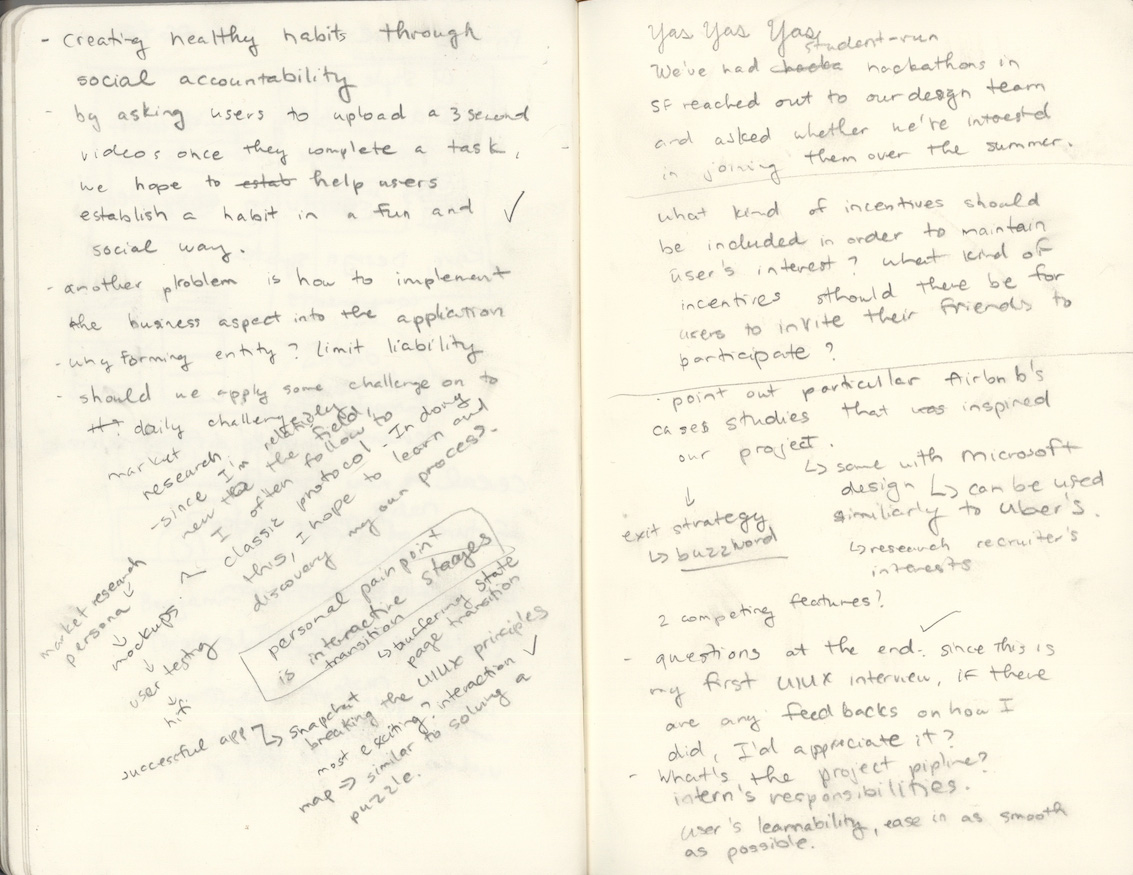 - Creating healthy habits through
social accountability
- by asking users to upload a 3 second
videos once they complete a task,
we hope to estab help users
establish a habit in a fun and ✓
social way.
- another problem is how to implement
the business aspect into the application
- why forming entity? limit liability
- should we apply some challenge on to
daily challenge?
market
research
- since I'm relatively
new to the field,
I often follow to
classic protocol - In doing
this, I hope to learn and
discovery my own process.
market research
↓
persona
↓
mockups.
↓
user testing
↓
hifi
personal pain point
is interactive stages
transition
↳ buffering state
page transition
successful app? ↳ snapchat
breaking the UIUX principles
most exciting? interaction ✓
map → similar to solving a
puzzle.
Yas Yas Yas
student-run
We've had hackathons in
SF reached out to our design team
and asked whether we're interested
in joining them over the summer.
what kind of incentives should
be included in order to maintain
user's interest? what kind of
incentives sthould there be for
users to invite their friends to
participate?
· point out particular Airbnb's
cases studies that was inspired
our project.
↳ same with microsoft
design ↳ can be used
similiarly to Uber's.
↳ research recruiter's
interests
↓
exit strategy
↳ buzzword
2 competing features?
✓
- questions at the end: since this is
my first UIUX interview, if there
are any feedbacks on how I
did, I'd appriciate it?
- What's the project pipline?
intern's responsibilities.
user's learnability, ease in as smooth
as possible.